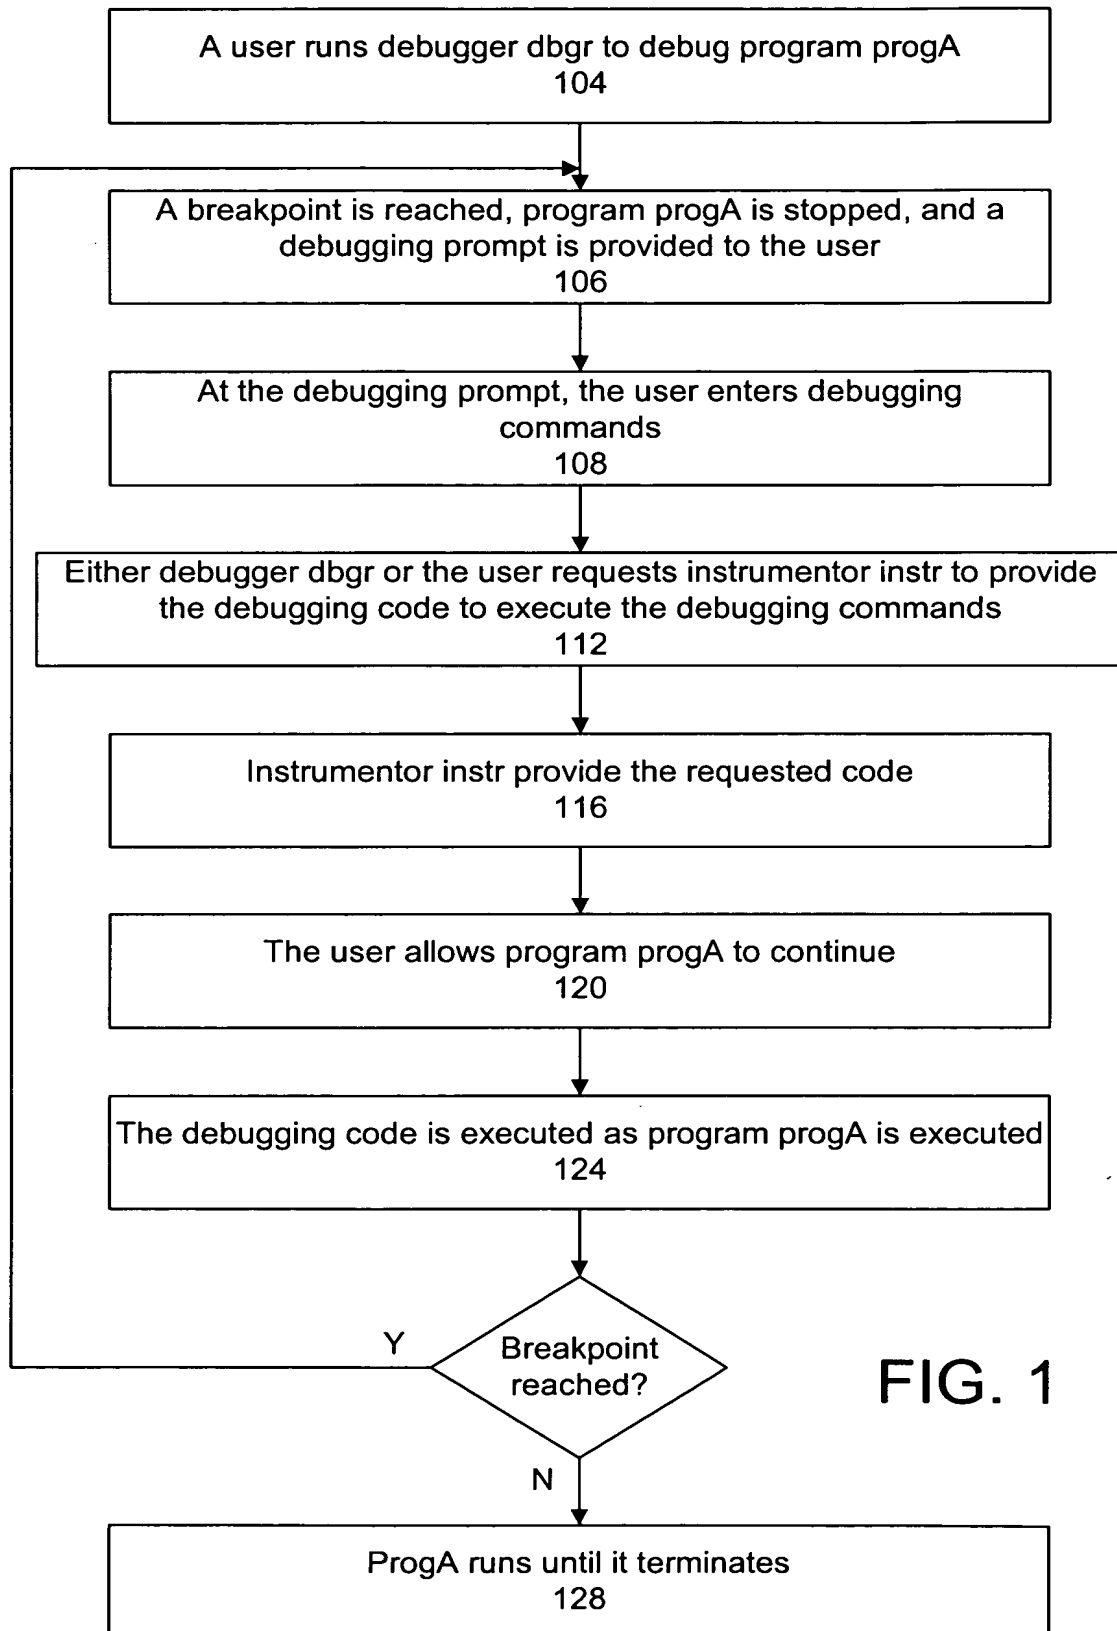 A user runs debugger dbgr to debug program progA
104
A breakpoint is reached, program progA is stopped, and a
debugging prompt is provided to the user
106
At the debugging prompt, the user enters debugging
commands
108
Either debugger dbgr or the user requests instrumentor instr to provide
the debugging code to execute the debugging commands
112
Instrumentor instr provide the requested code
116
The user allows program progA to continue
120
The debugging code is executed as program progA is executed
124
Y
Breakpoint
reached?
FIG. 1
N
ProgA runs until it terminates
128